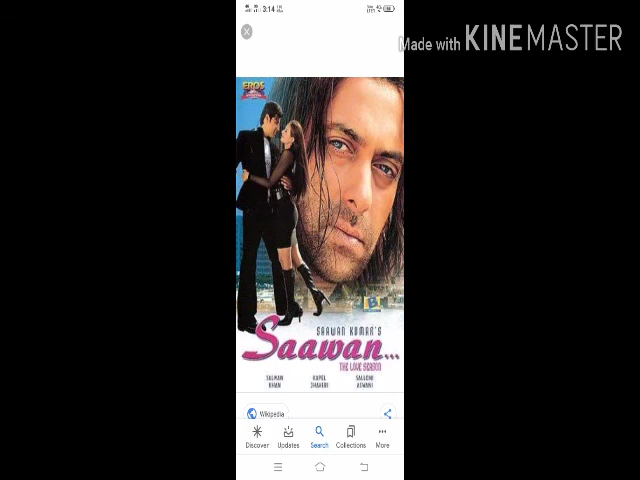 3:14
Made with KINEMASTER
EROS
SAAWAN KUMAR'S
Saawan...
THE LOVE SEASON
SALMAN KHAN
KAPIL JHAVERI
SALLONI ASWANI
Wikipedia
Discover Updates Search Collections More